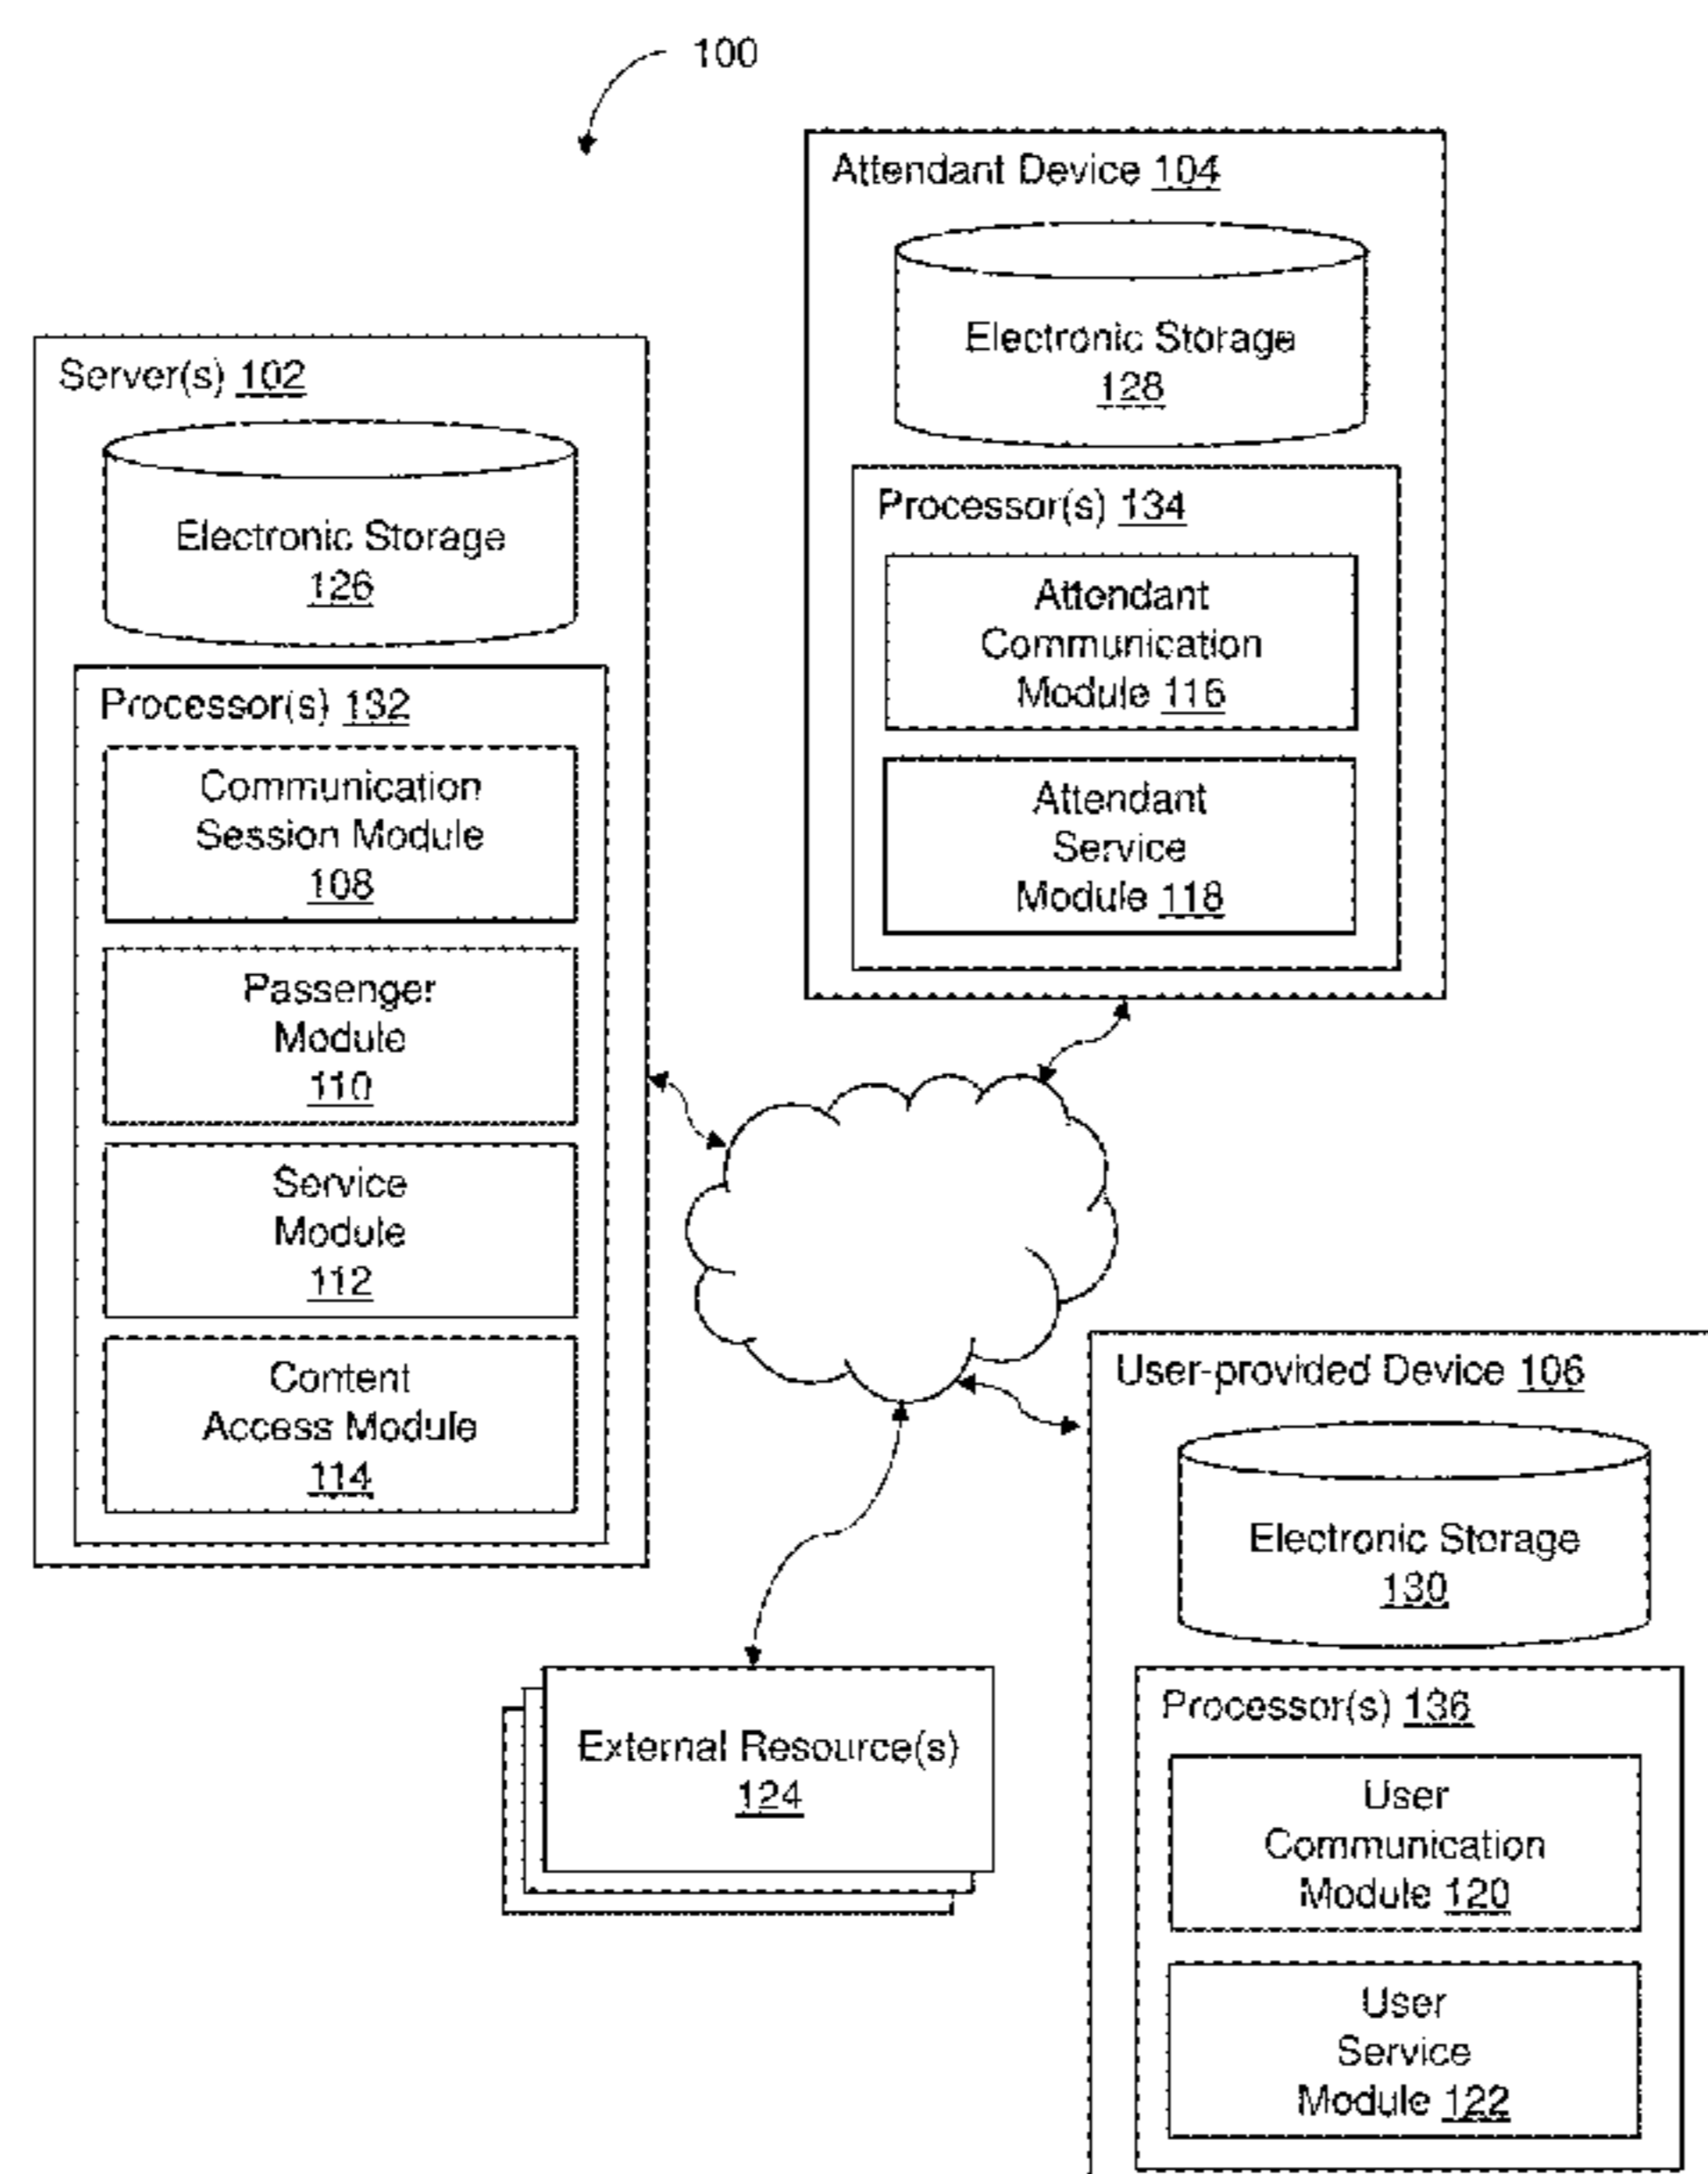 100
Attendant Device 104
Electronic Storage
128
Processor(s) 134
Attendant
Communication
Module 116
Attendant
Service
Module 118
Server(s) 102
Electronic Storage
126
Processor(s) 132
Communication
Session Module
108
Passenger
Module
110
Service
Module
112
Content
Access Module
114
User-provided Device 106
Electronic Storage
130
Processor(s) 136
User
Communication
Module 120
User
Service
Module 122
External Resource(s)
124